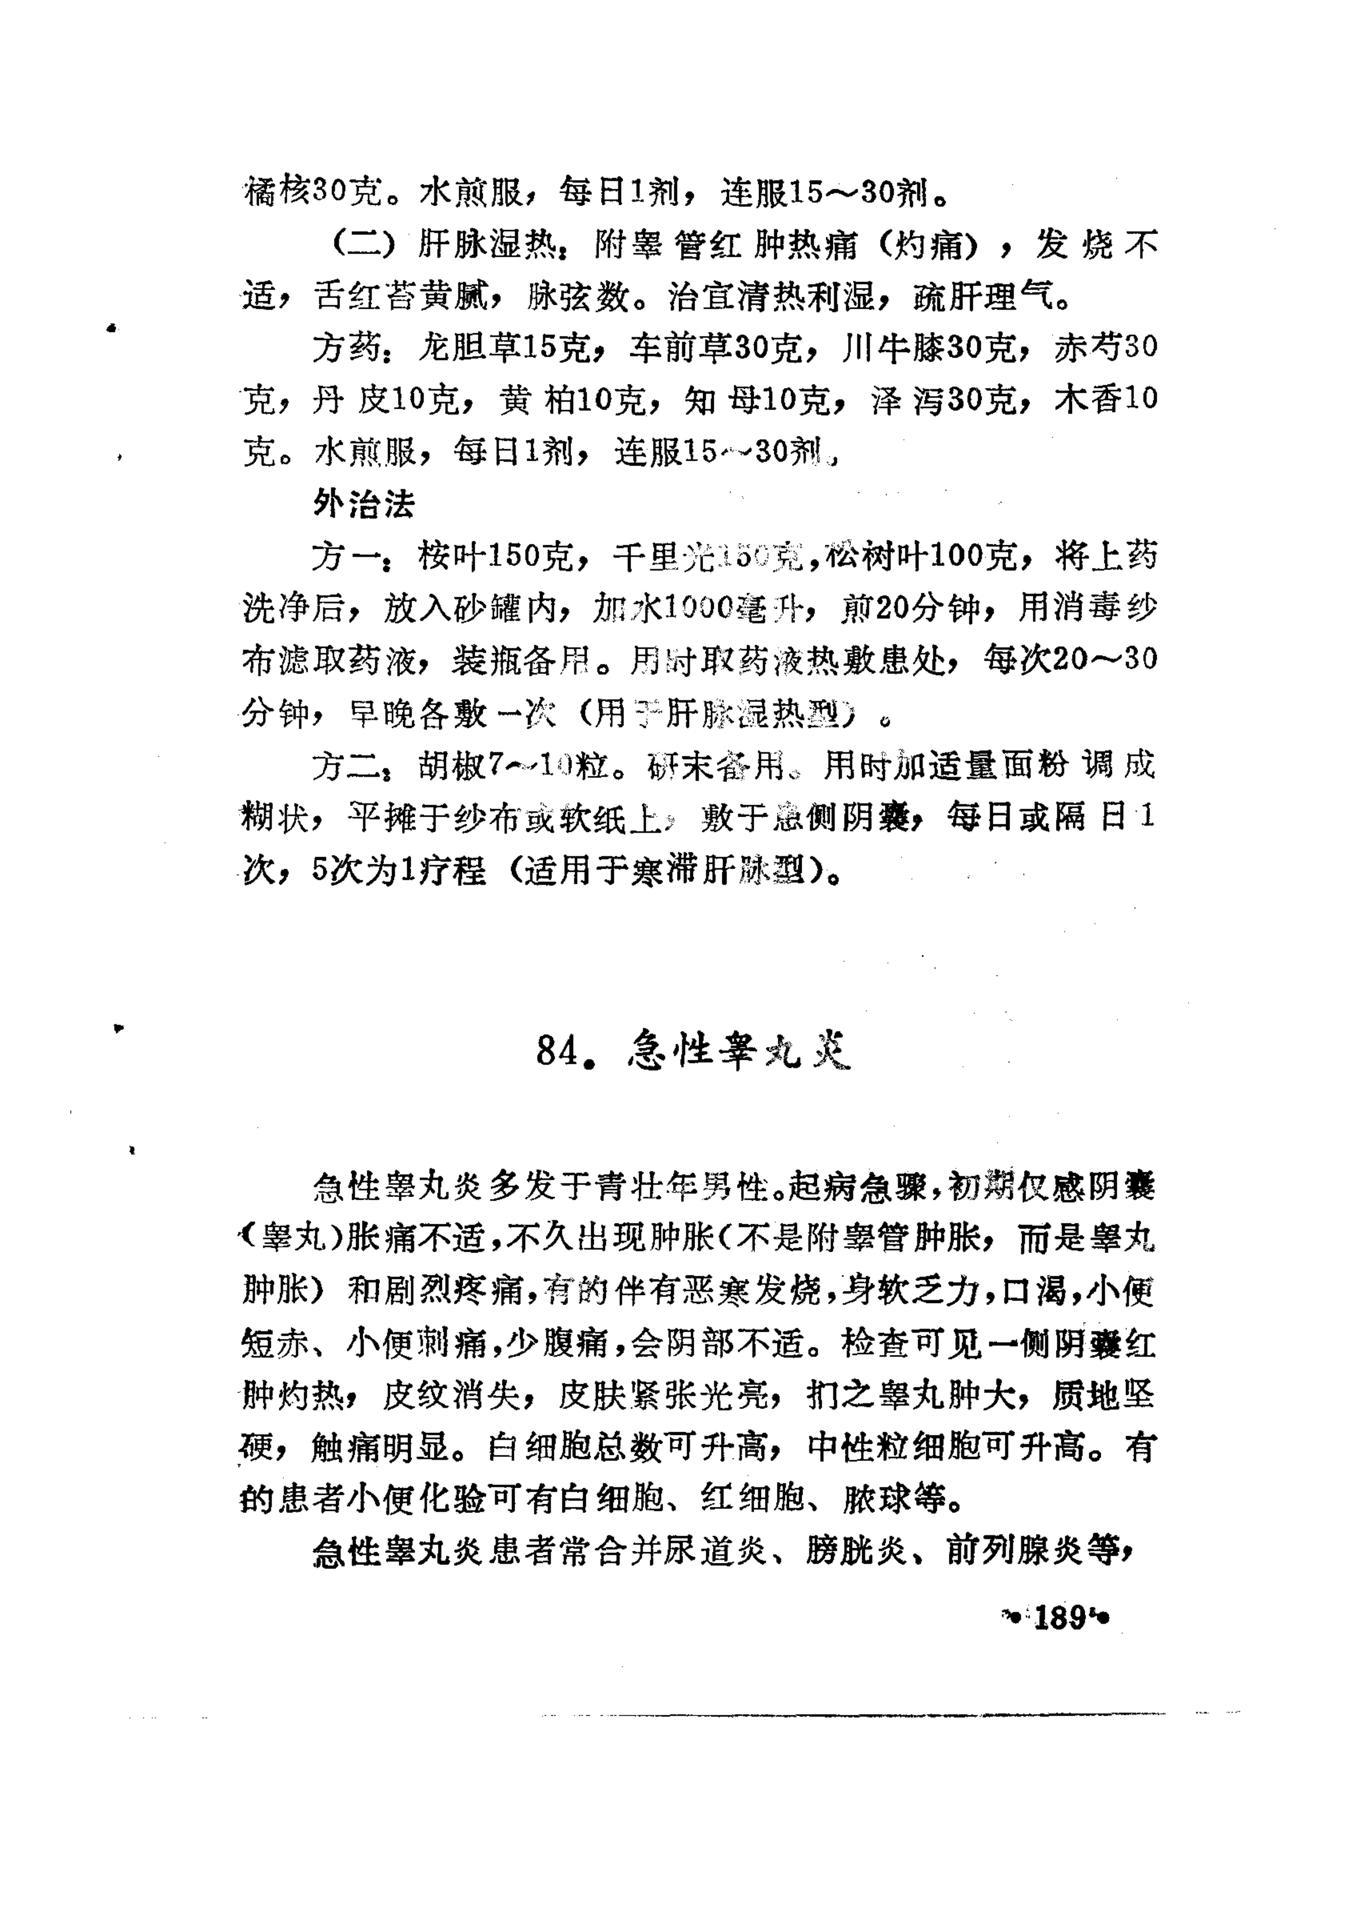 橘核30克。水煎服，每日1剂，连服15～30剂。
（二）肝脉湿热：附睾管红肿热痛（灼痛），发烧不
适，舌红苔黄腻，脉弦数。治宜清热利湿，疏肝理气。
方药：龙胆草15克，车前草30克，川牛膝30克，赤芍30
克，丹皮10克，黄柏10克，知母10克，泽泻30克，木香10
克。水煎服，每日1剂，连服15～30剂。
外治法
方一：桉叶150克，千里光150克，松树叶100克，将上药
洗净后，放入砂罐内，加水1000毫升，煎20分钟，用消毒纱
布滤取药液，装瓶备用。用时取药液热敷患处，每次20～30
分钟，早晚各敷一次（用于肝脉湿热型）。
方二：胡椒7～10粒。研末备用。用时加适量面粉调成
糊状，平摊于纱布或软纸上，敷于患侧阴囊，每日或隔日1
次，5次为1疗程（适用于寒滞肝脉型）。
84．急性睾丸炎
急性睾丸炎多发于青壮年男性。起病急骤，初期仅感阴囊
（睾丸）胀痛不适，不久出现肿胀（不是附睾管肿胀，而是睾丸
肿胀）和剧烈疼痛，有的伴有恶寒发烧，身软乏力，口渴，小便
短赤、小便刺痛，少腹痛，会阴部不适。检查可见一侧阴囊红
肿灼热，皮纹消失，皮肤紧张光亮，扪之睾丸肿大，质地坚
硬，触痛明显。白细胞总数可升高，中性粒细胞可升高。有
的患者小便化验可有白细胞、红细胞、脓球等。
急性睾丸炎患者常合并尿道炎、膀胱炎、前列腺炎等，
•189•